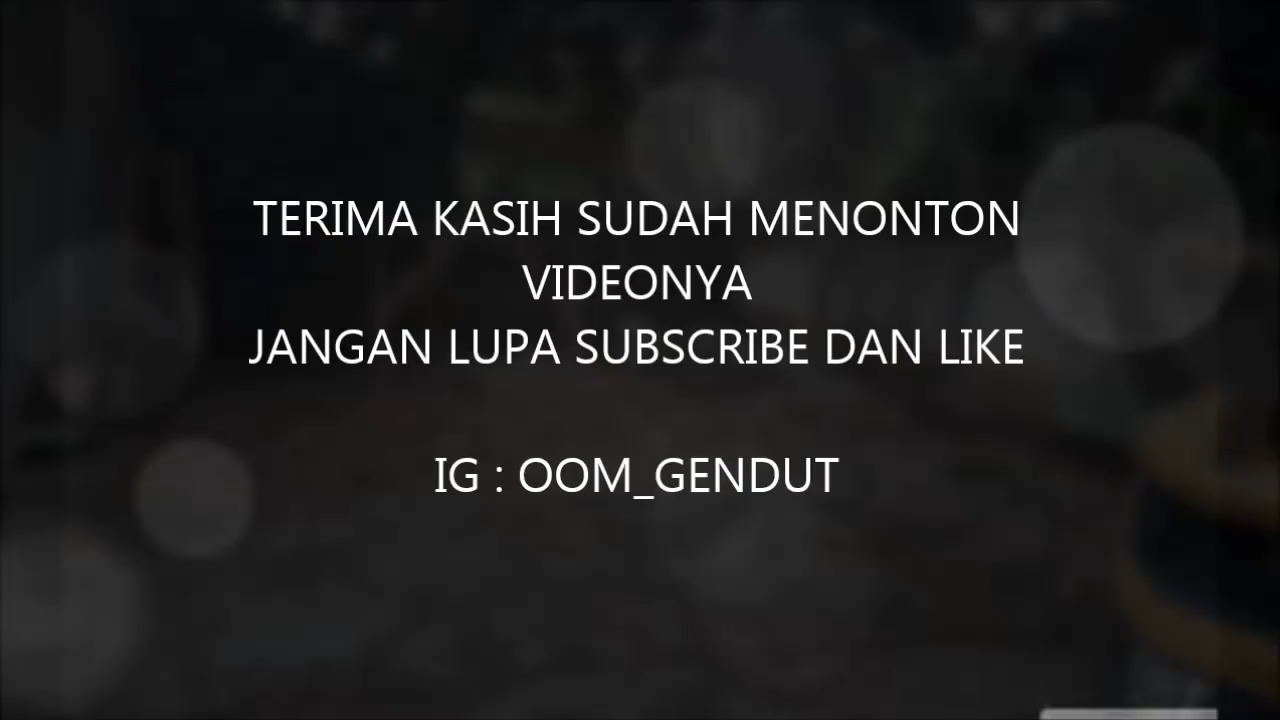 TERIMA KASIH SUDAH MENONTON
VIDEONYA
JANGAN LUPA SUBSCRIBE DAN LIKE
IG : OOM_GENDUT